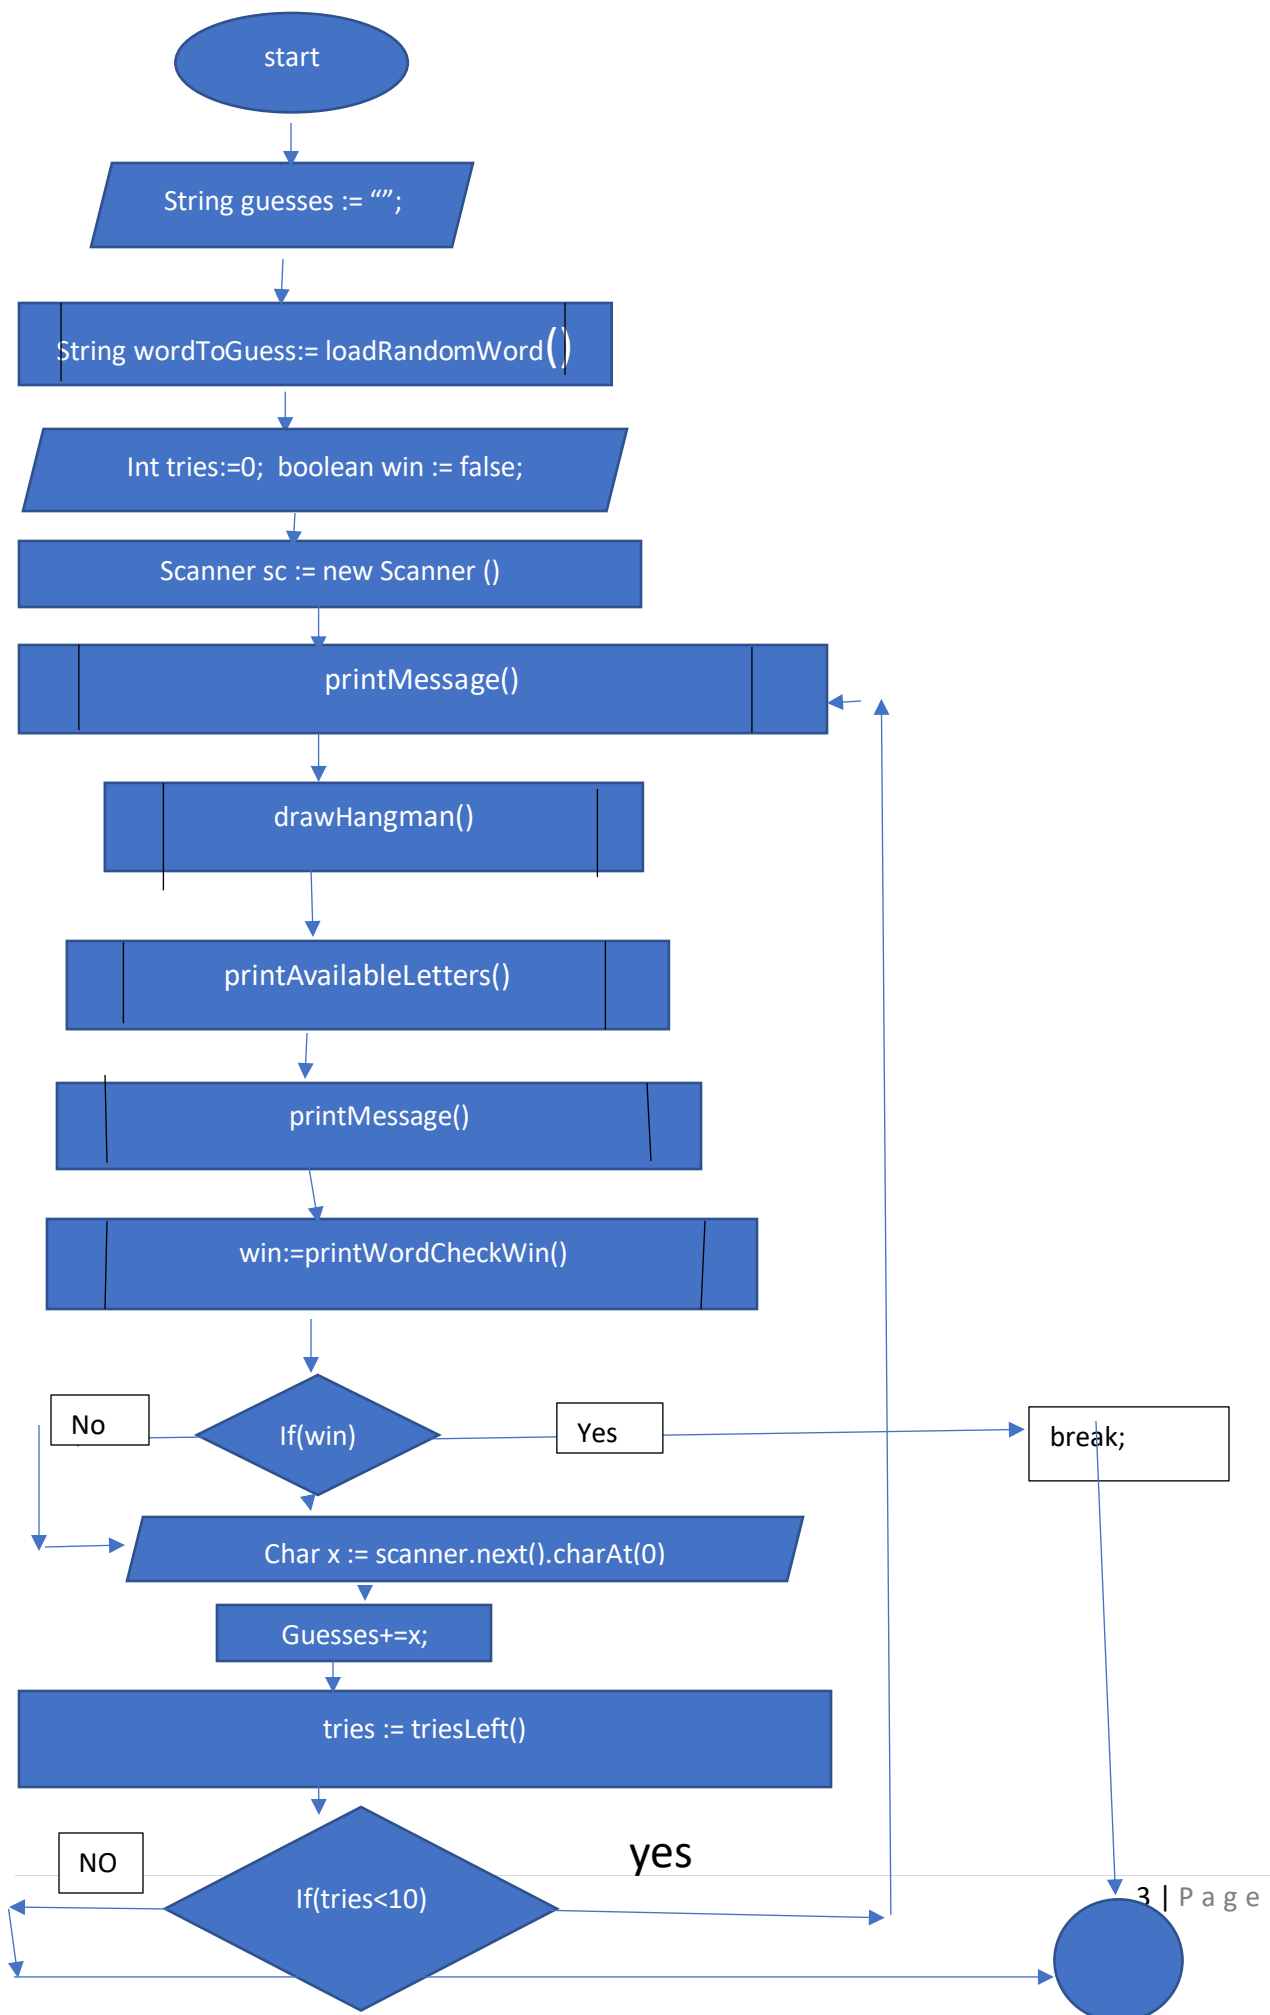 start
String guesses := “”;
String wordToGuess:= loadRandomWord()
Int tries:=0;  boolean win := false;
Scanner sc := new Scanner ()
printMessage()
drawHangman()
printAvailableLetters()
printMessage()
win:=printWordCheckWin()
No
If(win)
Yes
break;
Char x := scanner.next().charAt(0)
Guesses+=x;
tries := triesLeft()
yes
NO
If(tries<10)
3 | P a g e